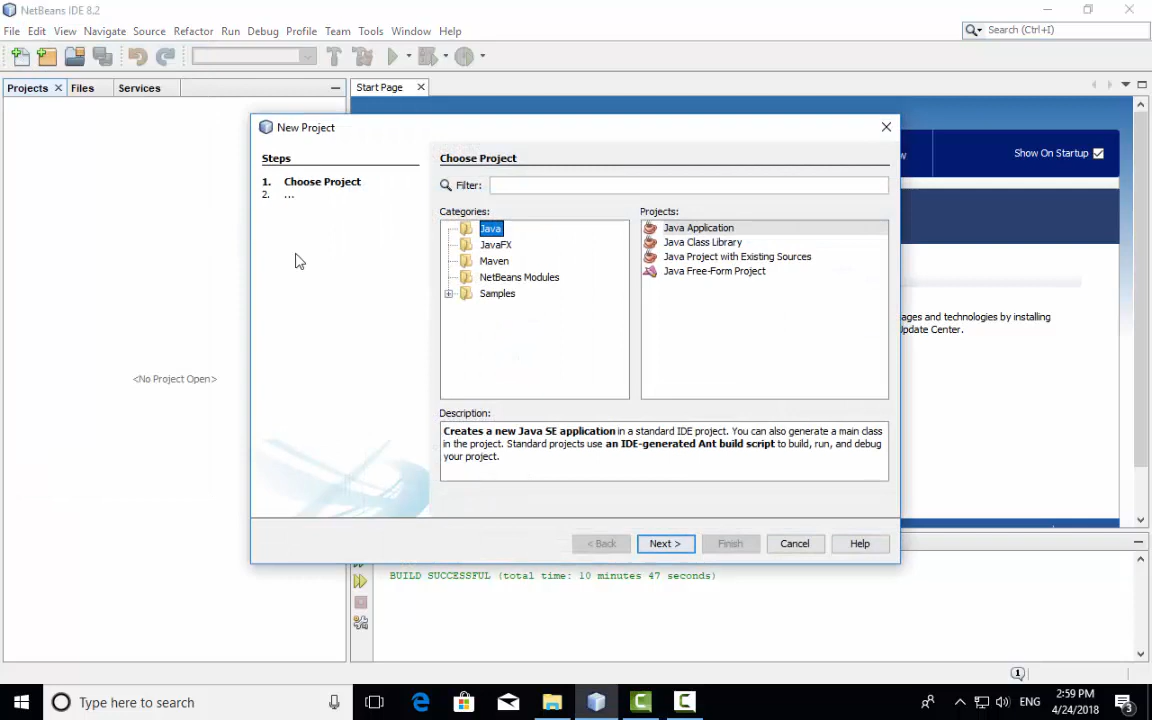 NetBeans IDE 8.2
File Edit View Navigate Source Refactor Run Debug Profile Team Tools Window Help
Search (Ctrl+I)
Projects Files Services
Start Page
New Project
Show On Startup
Steps
1. Choose Project
2. ...
Choose Project
Filter:
Categories:
Projects:
Java
JavaFX
Maven
NetBeans Modules
Samples
Java Application
Java Class Library
Java Project with Existing Sources
Java Free-Form Project
ages and technologies by installing
Update Center.
<No Project Open>
Description:
Creates a new Java SE application in a standard IDE project. You can also generate a main class
in the project. Standard projects use an IDE-generated Ant build script to build, run, and debug
your project.
< Back Next > Finish Cancel Help
BUILD SUCCESSFUL (total time: 10 minutes 47 seconds)
Type here to search
ENG
2:59 PM
4/24/2018
3